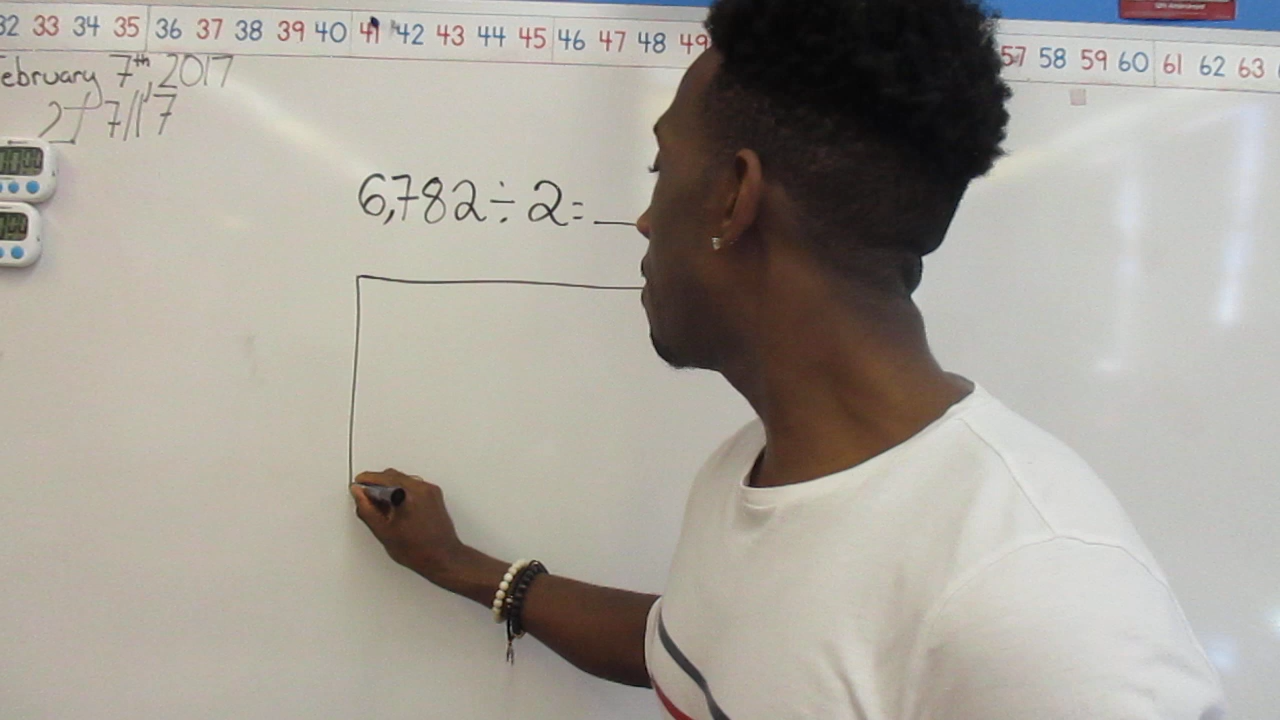 32 33 34 35 36 37 38 39 40 41 42 43 44 45 46 47 48 49 57 58 59 60 61 62 63
February 7th, 2017
7/17
6,782 ÷ 2 = __